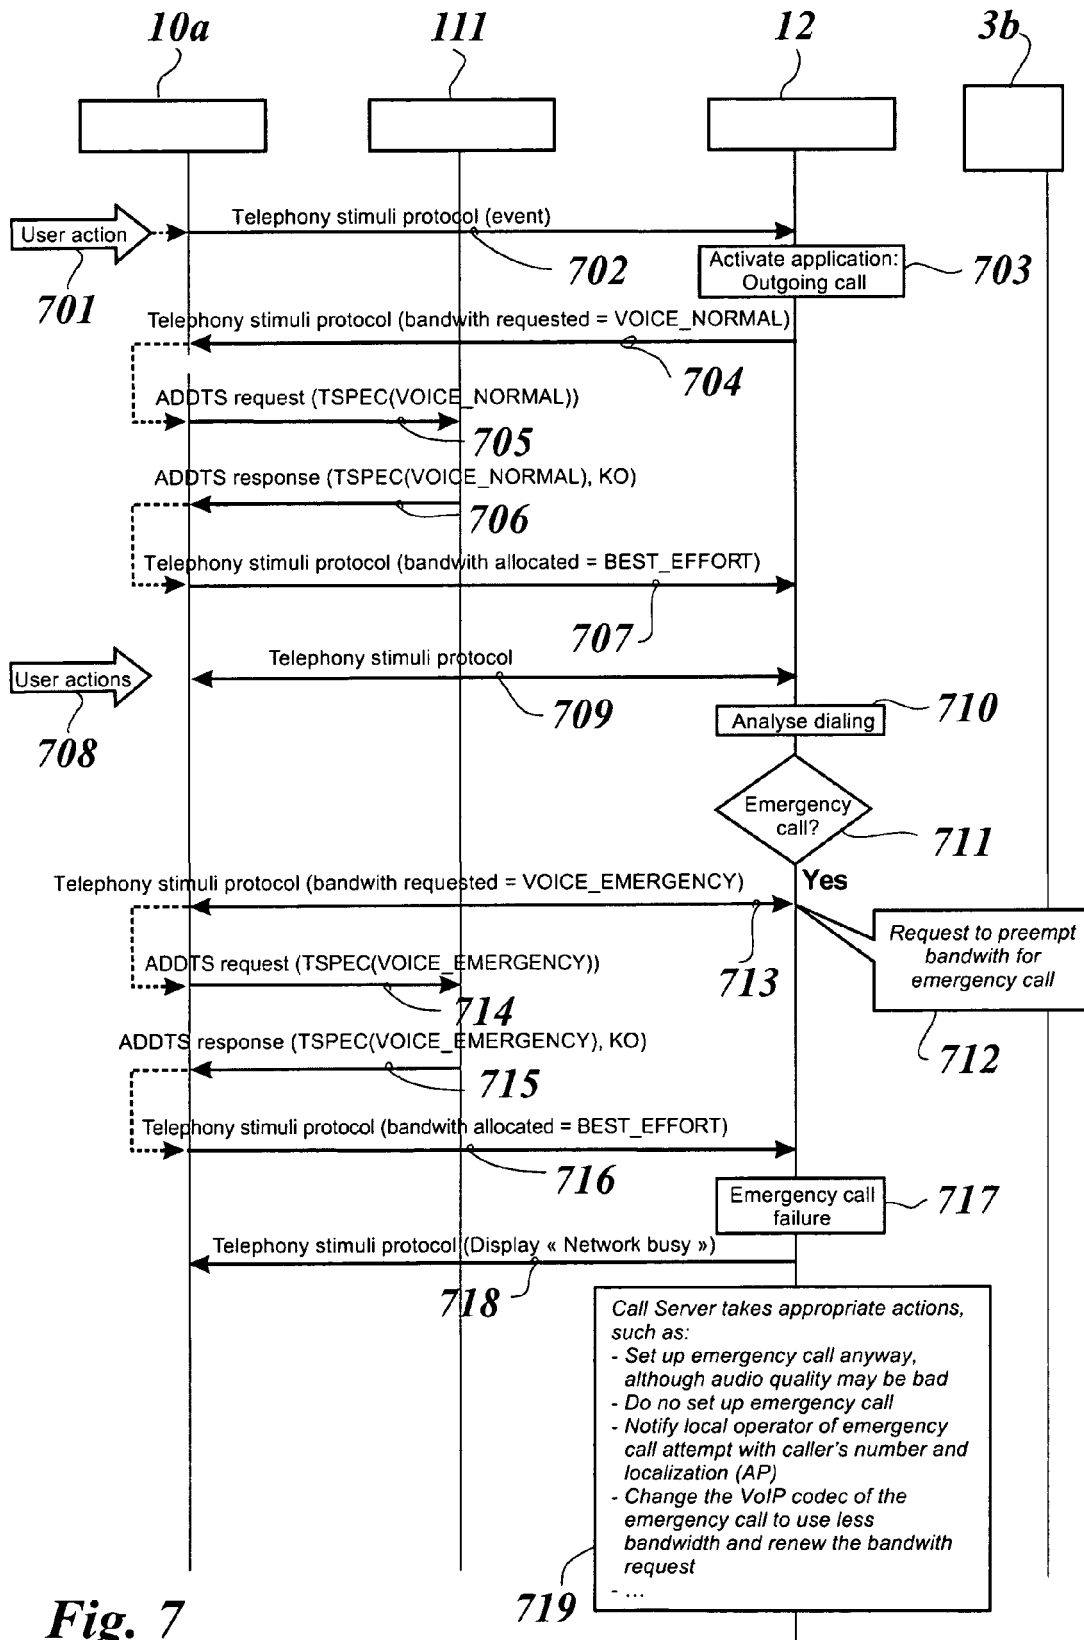 10a
111
12
3b
User action
701
Telephony stimuli protocol (event)
702
Activate application:
Outgoing call
703
Telephony stimuli protocol (bandwith requested = VOICE_NORMAL)
704
ADDTS request (TSPEC(VOICE_NORMAL))
705
ADDTS response (TSPEC(VOICE_NORMAL), KO)
706
Telephony stimuli protocol (bandwith allocated = BEST_EFFORT)
707
User actions
708
Telephony stimuli protocol
709
Analyse dialing
710
Emergency
call?
711
Yes
Telephony stimuli protocol (bandwith requested = VOICE_EMERGENCY)
713
Request to preempt
bandwith for
emergency call
712
ADDTS request (TSPEC(VOICE_EMERGENCY))
714
ADDTS response (TSPEC(VOICE_EMERGENCY), KO)
715
Telephony stimuli protocol (bandwith allocated = BEST_EFFORT)
716
Emergency call
failure
717
Telephony stimuli protocol (Display « Network busy »)
718
Call Server takes appropriate actions,
such as:
- Set up emergency call anyway,
although audio quality may be bad
- Do no set up emergency call
- Notify local operator of emergency
call attempt with caller's number and
localization (AP)
- Change the VoIP codec of the
emergency call to use less
bandwidth and renew the bandwith
request
- ...
719
Fig. 7